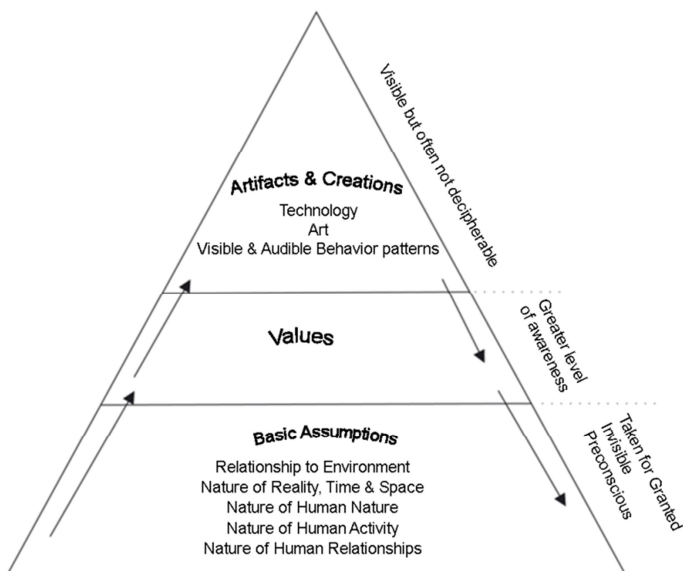 Artifacts & Creations
Technology
Art
Visible & Audible Behavior patterns
Visible but often not decipherable
Values
Greater level
of awareness
Basic Assumptions
Relationship to Environment
Nature of Reality, Time & Space
Nature of Human Nature
Nature of Human Activity
Nature of Human Relationships
Taken for Granted
Invisible
Preconscious